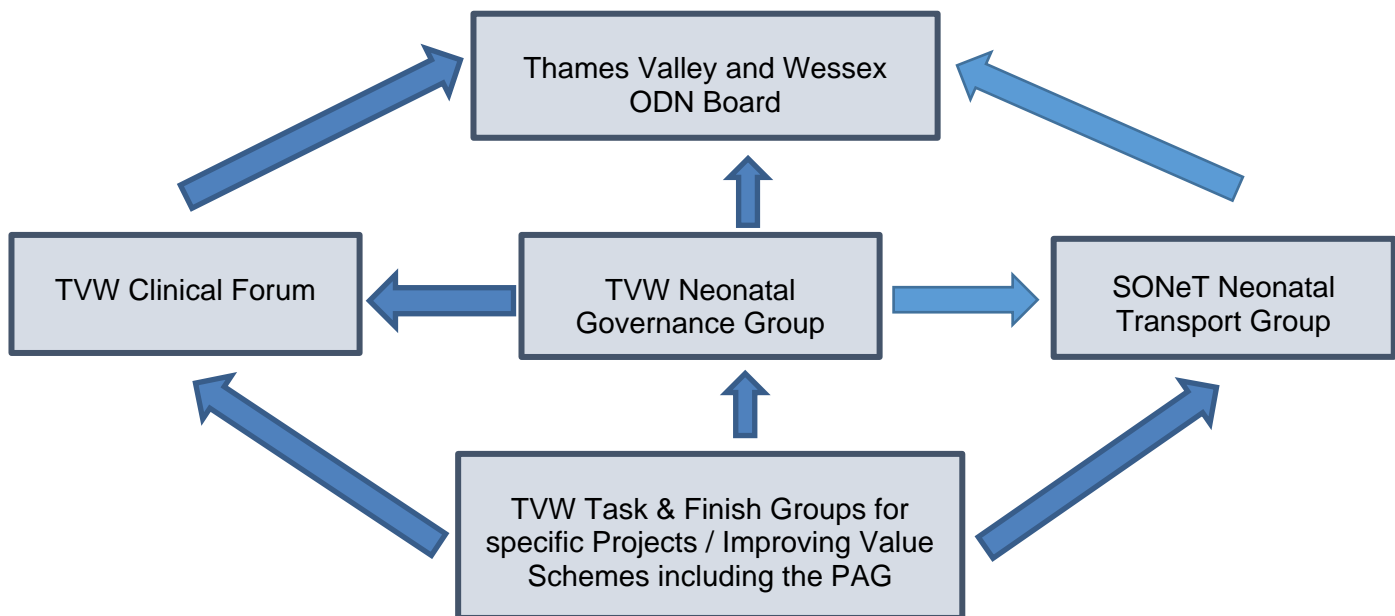 Thames Valley and Wessex
ODN Board
TVW Clinical Forum
TVW Neonatal
Governance Group
SONeT Neonatal
Transport Group
TVW Task & Finish Groups for
specific Projects / Improving Value
Schemes including the PAG